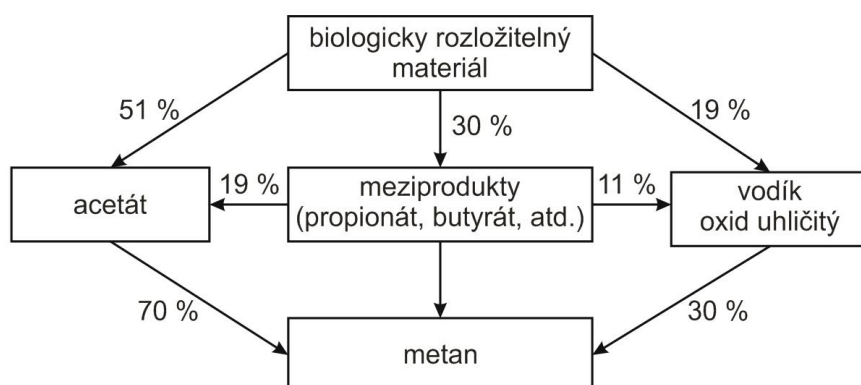 biologicky rozložitelný
materiál
51 %
30 %
19 %
acetát
19 %
meziprodukty
(propionát, butyrát, atd.)
11 %
vodík
oxid uhličitý
70 %
30 %
metan